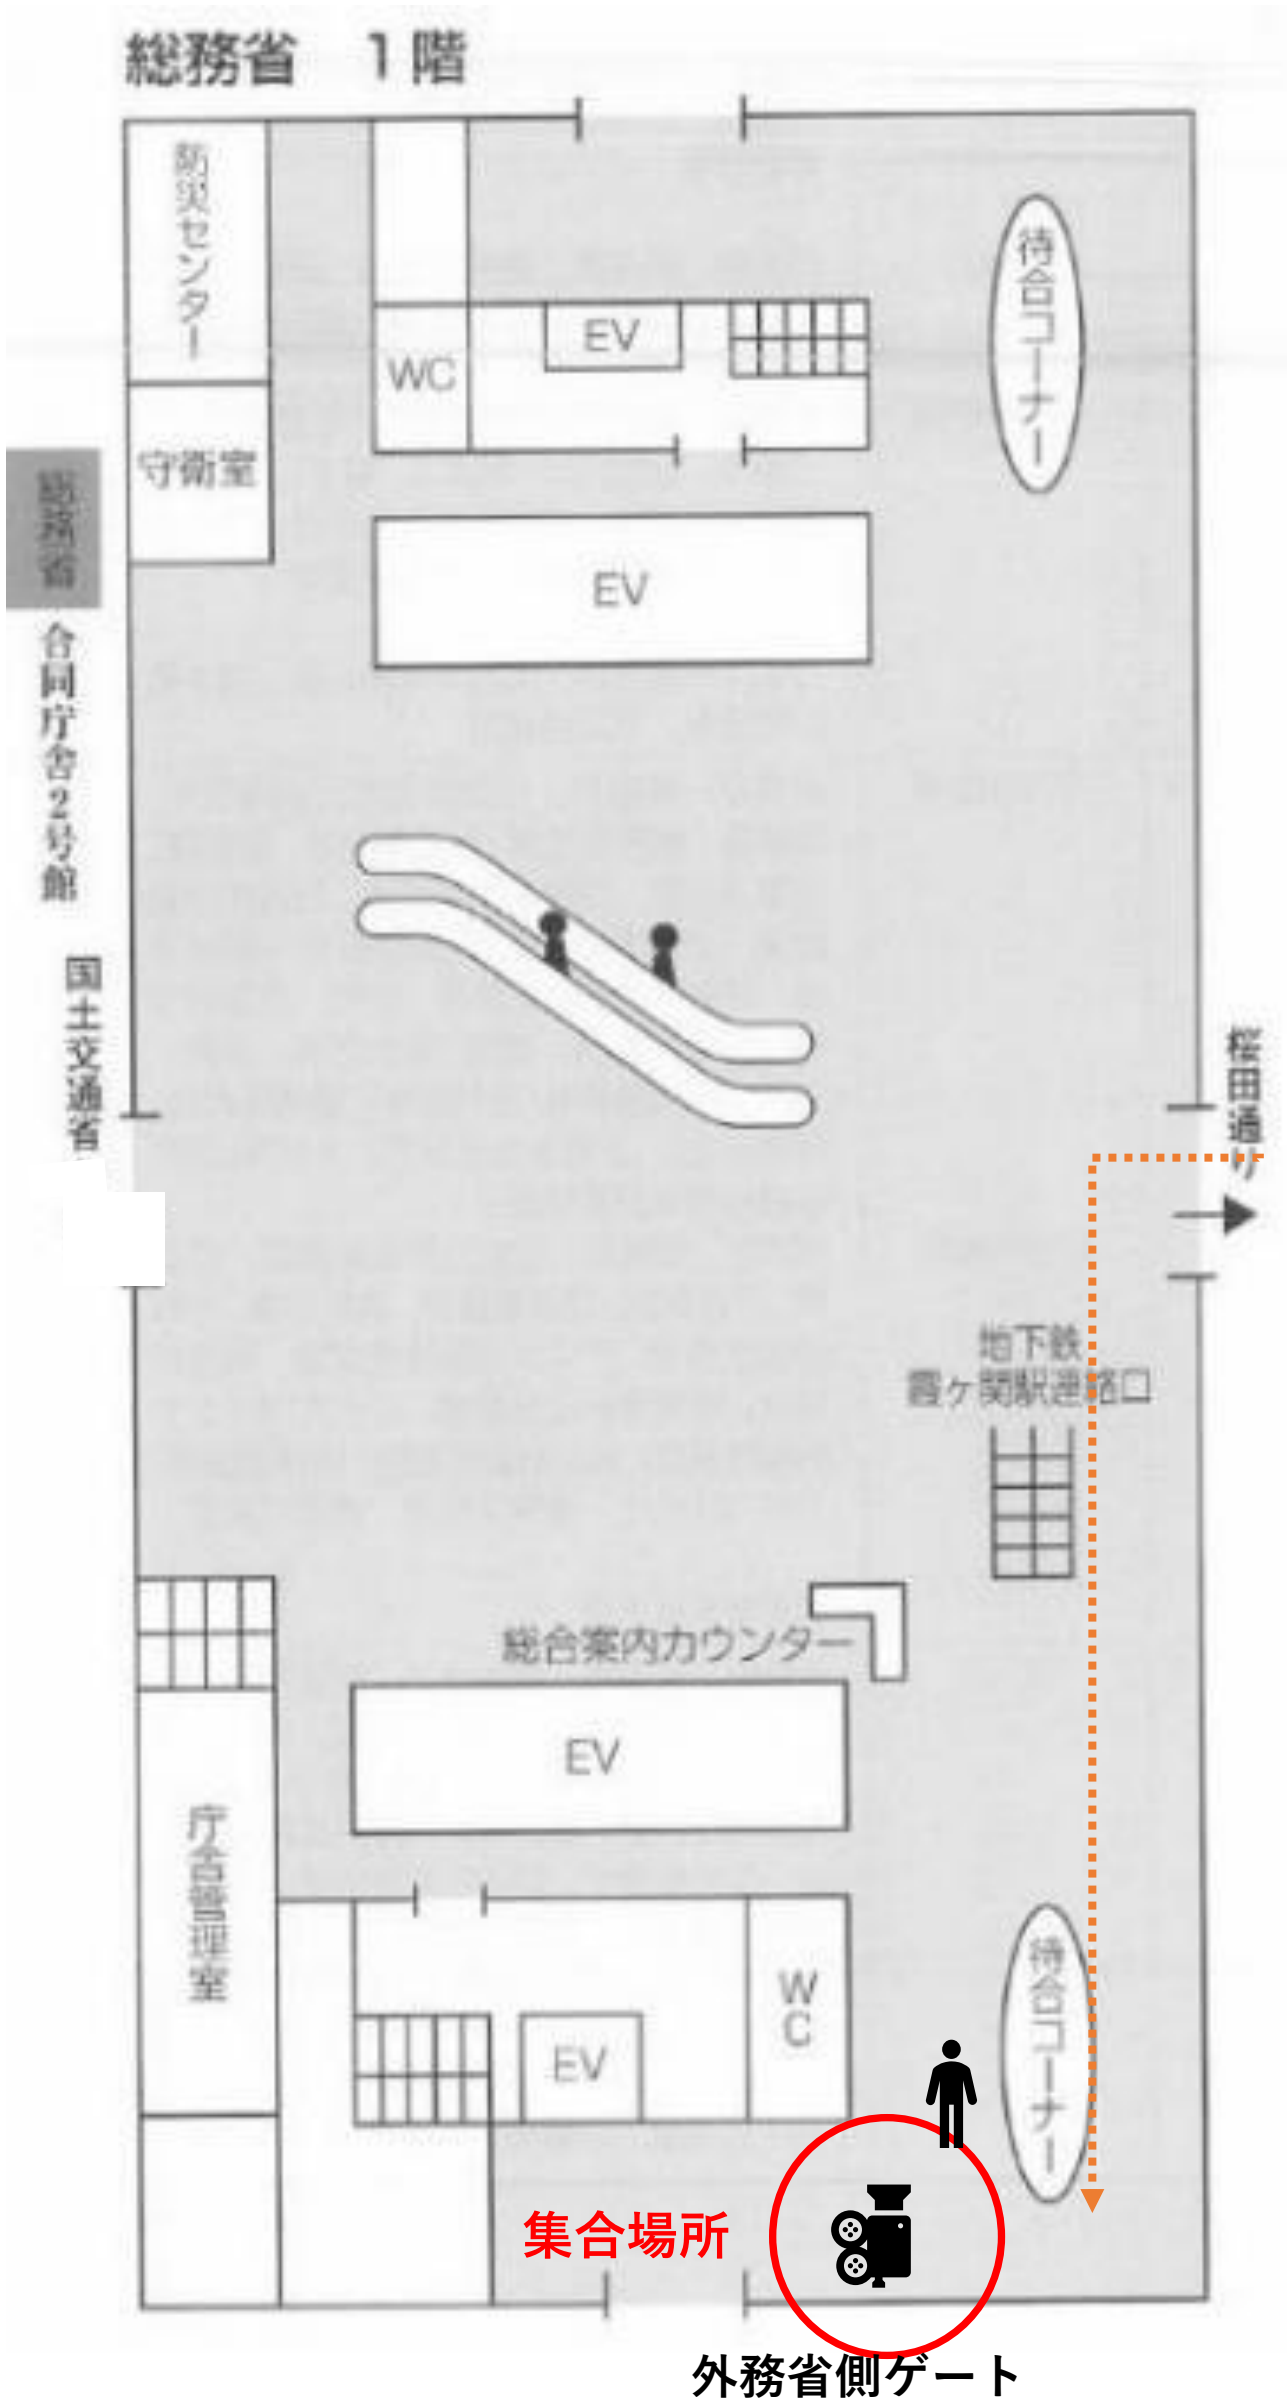 総務省 1階
防災センター
待合コーナー
EV
WC
守衛室
総務省
EV
合同庁舎2号館
国土交通省
桜田通り
地下鉄
霞ヶ関駅連絡口
総合案内カウンター
EV
庁舎管理室
WC
EV
待合コーナー
集合場所
外務省側ゲート